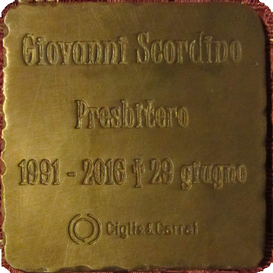 Giovanni Scordino
Presbitero
1991 - 2016 † 29 giugno